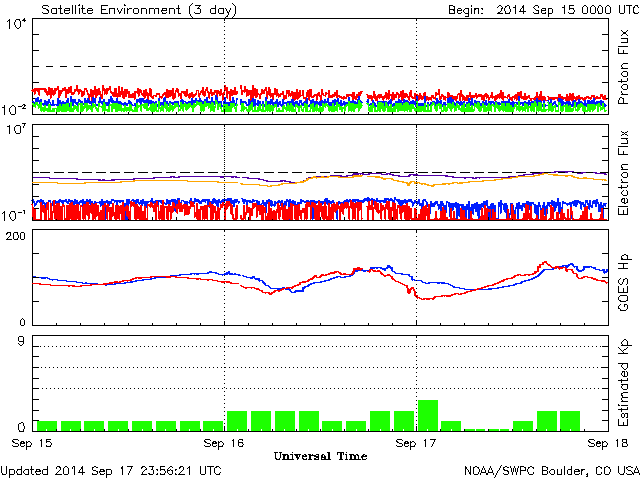 Satellite Environment (3 day) Begin: 2014 Sep 15 0000 UTC
10⁴
10⁻²
Proton Flux
10⁷
10⁻¹
Electron Flux
200
0
GOES Hp
9
0
Estimated Kp
Sep 15 Sep 16 Sep 17 Sep 18
Universal Time
Updated 2014 Sep 17 23:56:21 UTC NOAA/SWPC Boulder, CO USA